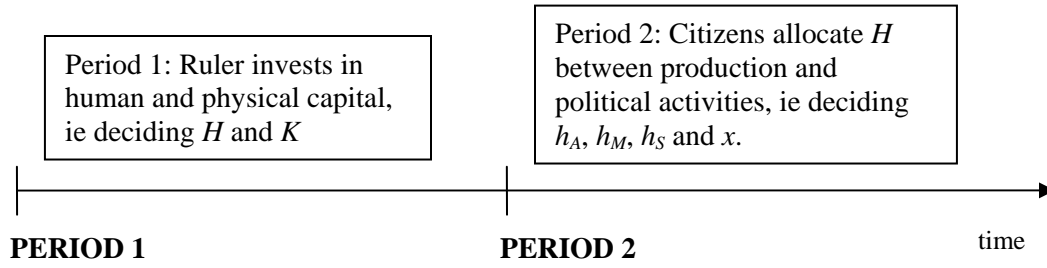 Period 1: Ruler invests in
human and physical capital,
ie deciding H and K
Period 2: Citizens allocate H
between production and
political activities, ie deciding
hA, hM, hS and x.
PERIOD 1
PERIOD 2
time